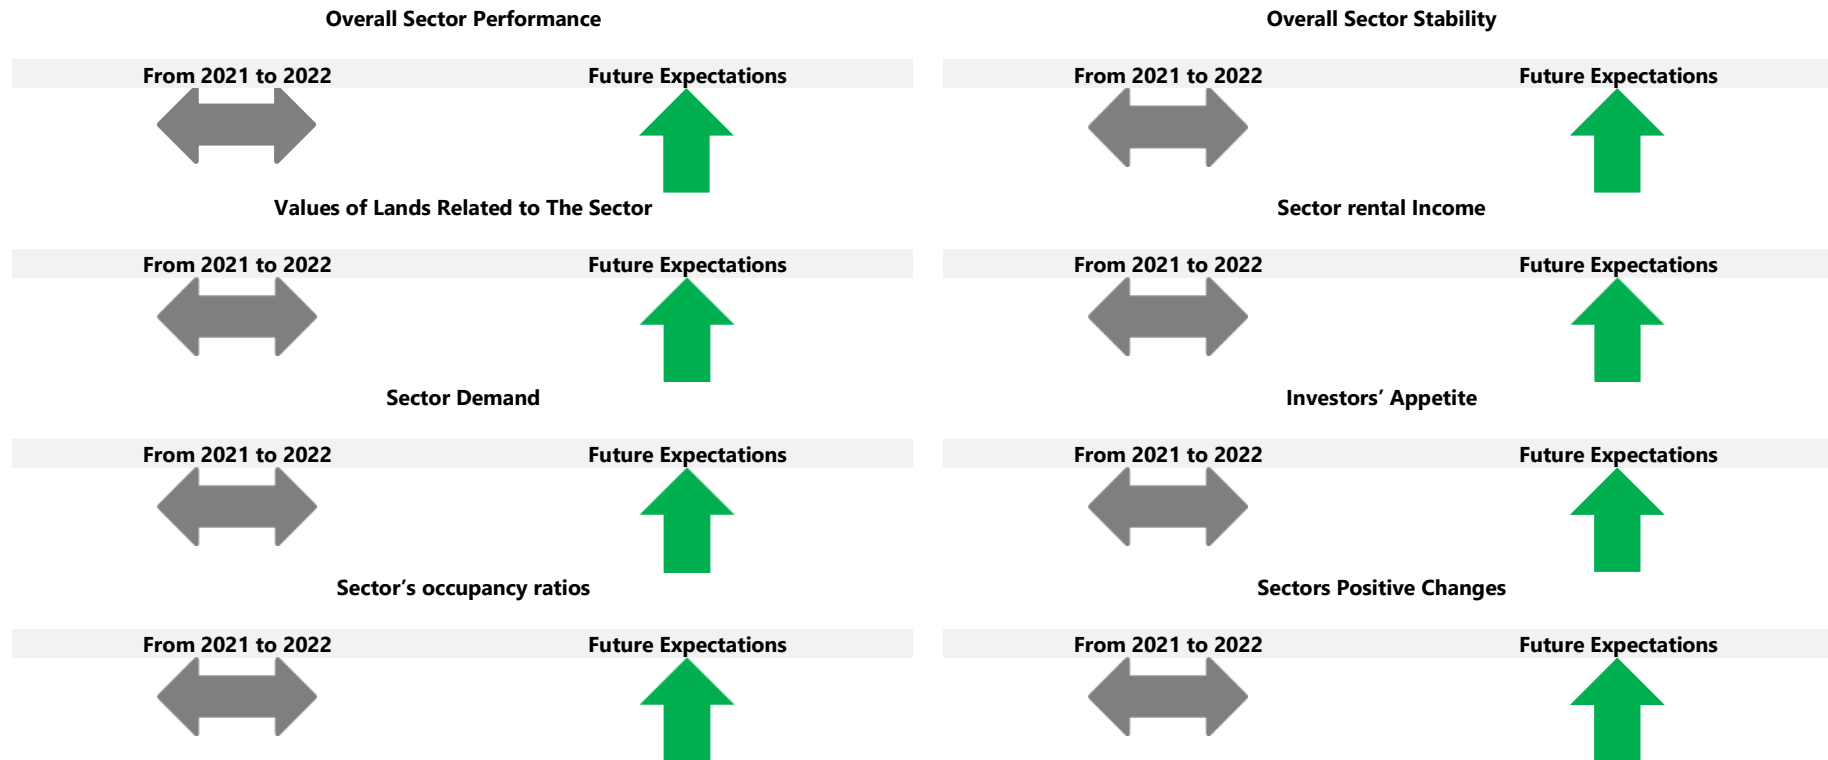 Overall Sector Performance
Overall Sector Stability
From 2021 to 2022
Future Expectations
From 2021 to 2022
Future Expectations
Values of Lands Related to The Sector
Sector rental Income
From 2021 to 2022
Future Expectations
From 2021 to 2022
Future Expectations
Sector Demand
Investors’ Appetite
From 2021 to 2022
Future Expectations
From 2021 to 2022
Future Expectations
Sector’s occupancy ratios
Sectors Positive Changes
From 2021 to 2022
Future Expectations
From 2021 to 2022
Future Expectations